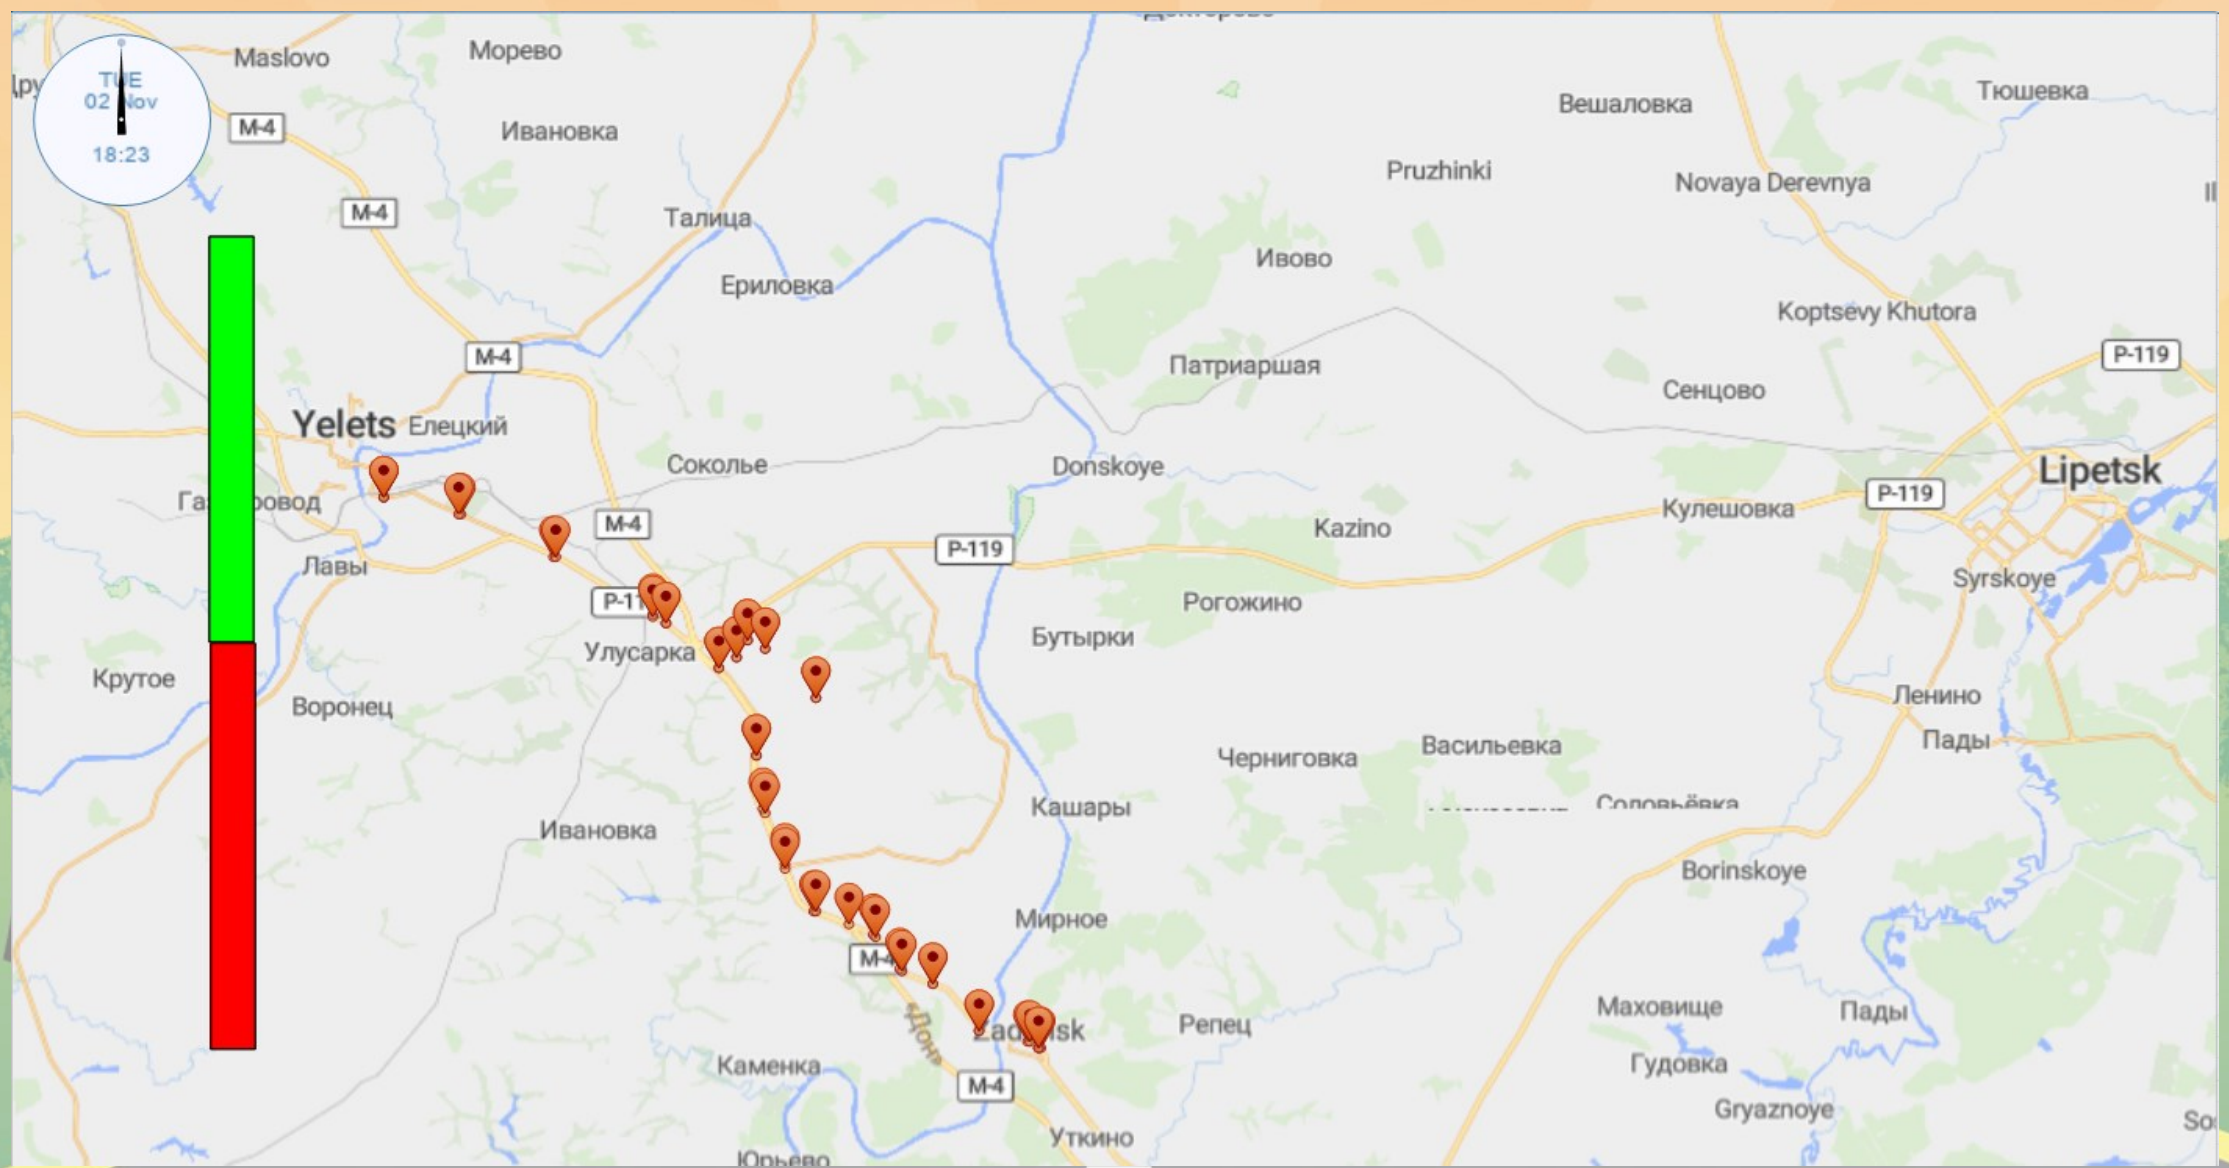 Maslovo
Морево
TUE
02 Nov
18:23
М-4
Ивановка
Вешаловка
Тюшевка
Pruzhinki
Novaya Derevnya
М-4
Талица
Ивово
Ериловка
Koptsevy Khutora
М-4
Патриаршая
Р-119
Сенцово
Yelets
Елецкий
Соколье
Donskoye
Lipetsk
Р-119
Кулешовка
М-4
Kazino
Р-119
Лавы
Syrskoye
Рогожино
Бутырки
Улусарка
Крутое
Воронец
Ленино
Пады
Васильевка
Черниговка
Кашары
Соловьёвка
Ивановка
Borinskoye
Мирное
М-4
«Дон»
Маховище
Пады
Репец
Гудовка
Каменка
М-4
Gryaznoye
Уткино
Юрьево